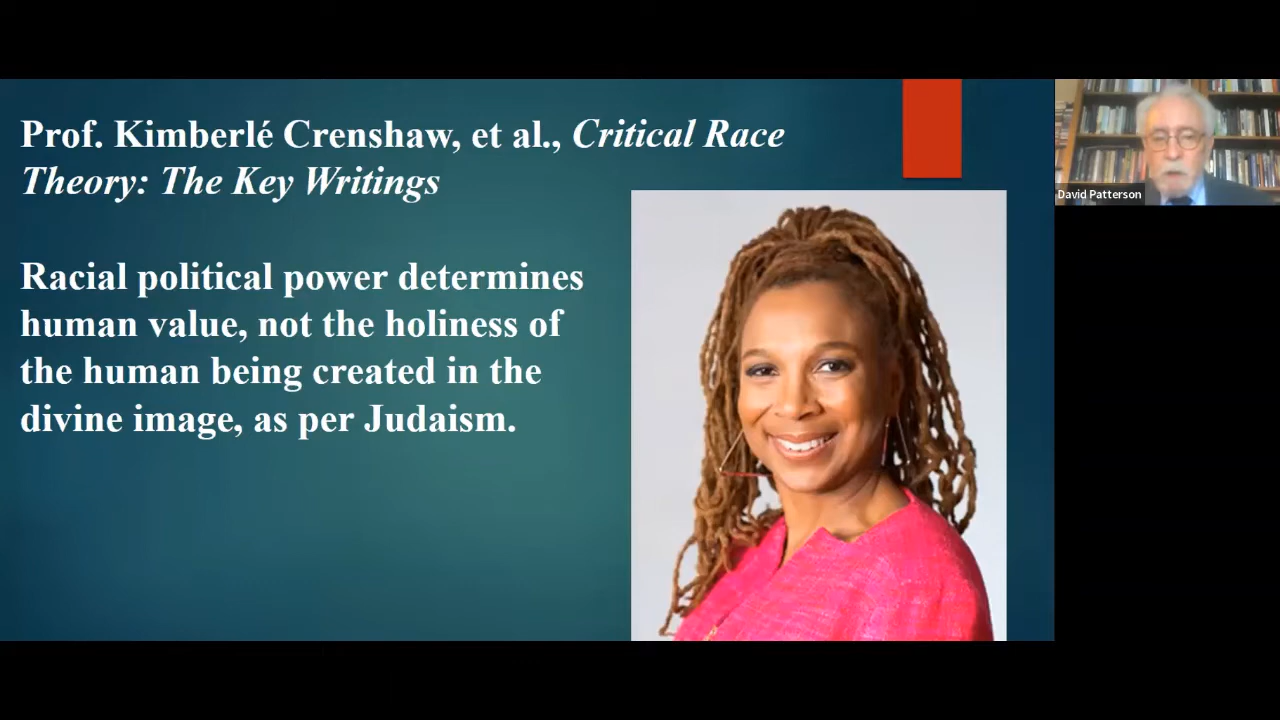 Prof. Kimberlé Crenshaw, et al., Critical Race
Theory: The Key Writings
Racial political power determines
human value, not the holiness of
the human being created in the
divine image, as per Judaism.
David Patterson